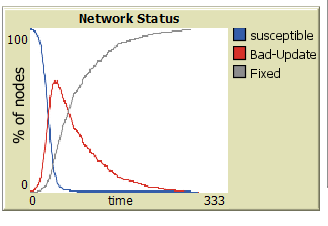 Network Status
100
% of nodes
0
0 time 333
susceptible
Bad-Update
Fixed